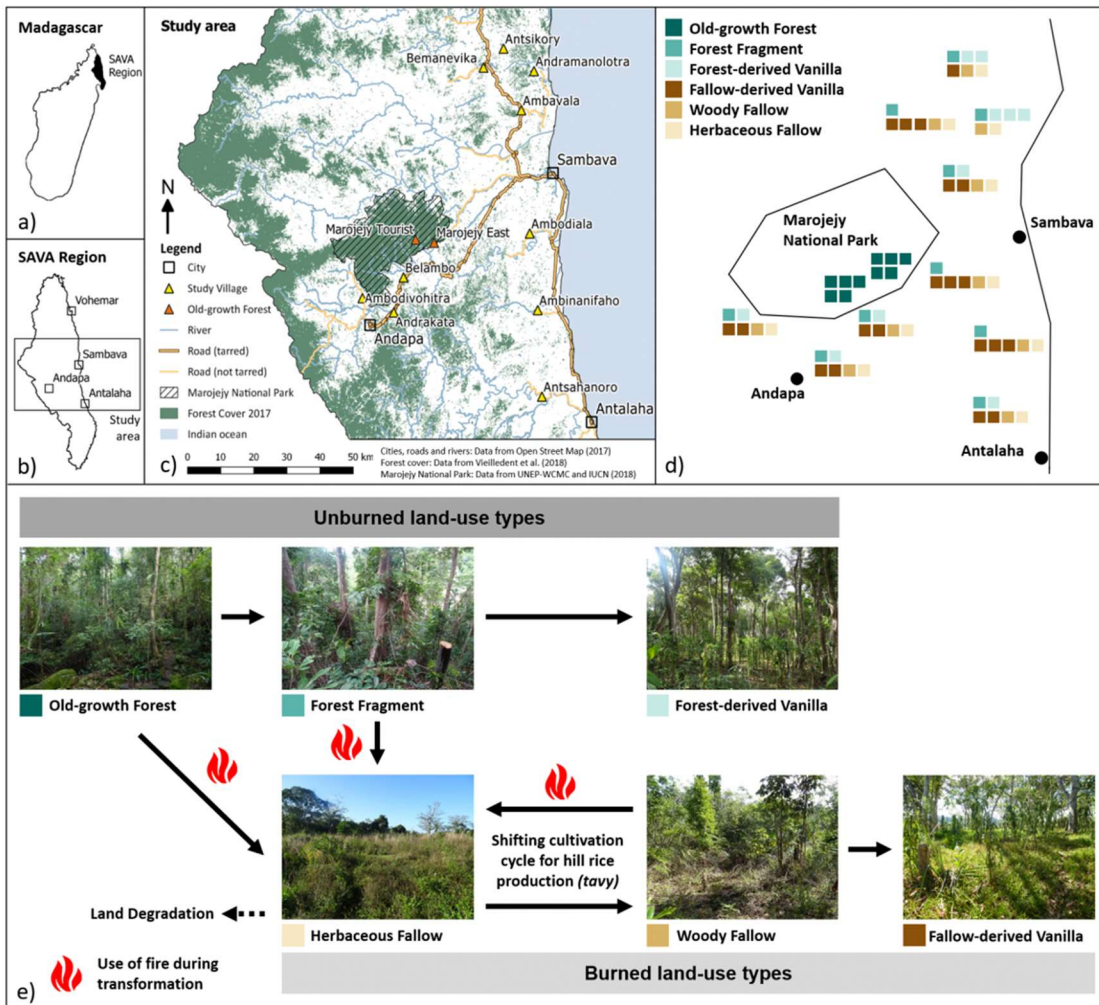 Madagascar
SAVA
Region
a)
b)
SAVA Region
Vohemar
Sambava
Andapa
Antalaha
Study
area
Study area
Antsikory
Bemanevika
Andramanolotra
Ambavala
Sambava
N
Marojejy Tourist
Marojejy East
Ambodiala
Legend
City
Study Village
Old-growth Forest
River
Road (tarred)
Road (not tarred)
Marojejy National Park
Forest Cover 2017
Indian ocean
Belambo
Ambodivohitra
Andrakata
Andapa
Ambinanifaho
Antsahanoro
Antalaha
c)
0 10 20 30 40 50 km
Cities, roads and rivers: Data from Open Street Map (2017)
Forest cover: Data from Vieilledent et al. (2018)
Marojejy National Park: Data from UNEP-WCMC and IUCN (2018)
d)
Old-growth Forest
Forest Fragment
Forest-derived Vanilla
Fallow-derived Vanilla
Woody Fallow
Herbaceous Fallow
Marojejy
National Park
Sambava
Andapa
Antalaha
Unburned land-use types
Old-growth Forest
Forest Fragment
Forest-derived Vanilla
Shifting cultivation
cycle for hill rice
production (tavy)
Land Degradation
Herbaceous Fallow
Woody Fallow
Fallow-derived Vanilla
Use of fire during
transformation
Burned land-use types
e)